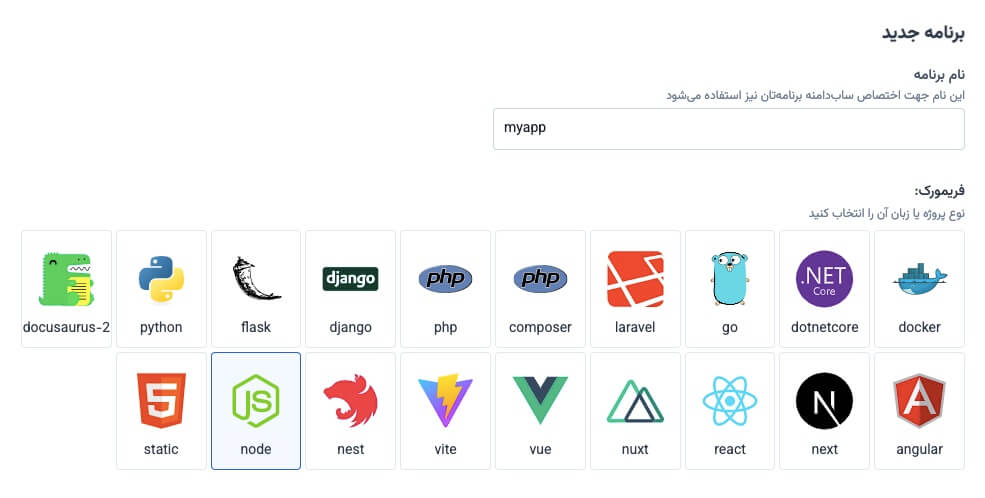 برنامه جدید
نام برنامه
این نام جهت اختصاص ساب‌دامنه برنامه‌تان نیز استفاده می‌شود
myapp
فریمورک:
نوع پروژه یا زبان آن را انتخاب کنید
django php php .NET Core
docker dotnetcore go laravel composer php django flask python docusaurus-2
5 JS N A
angular next react nuxt vue vite nest node static